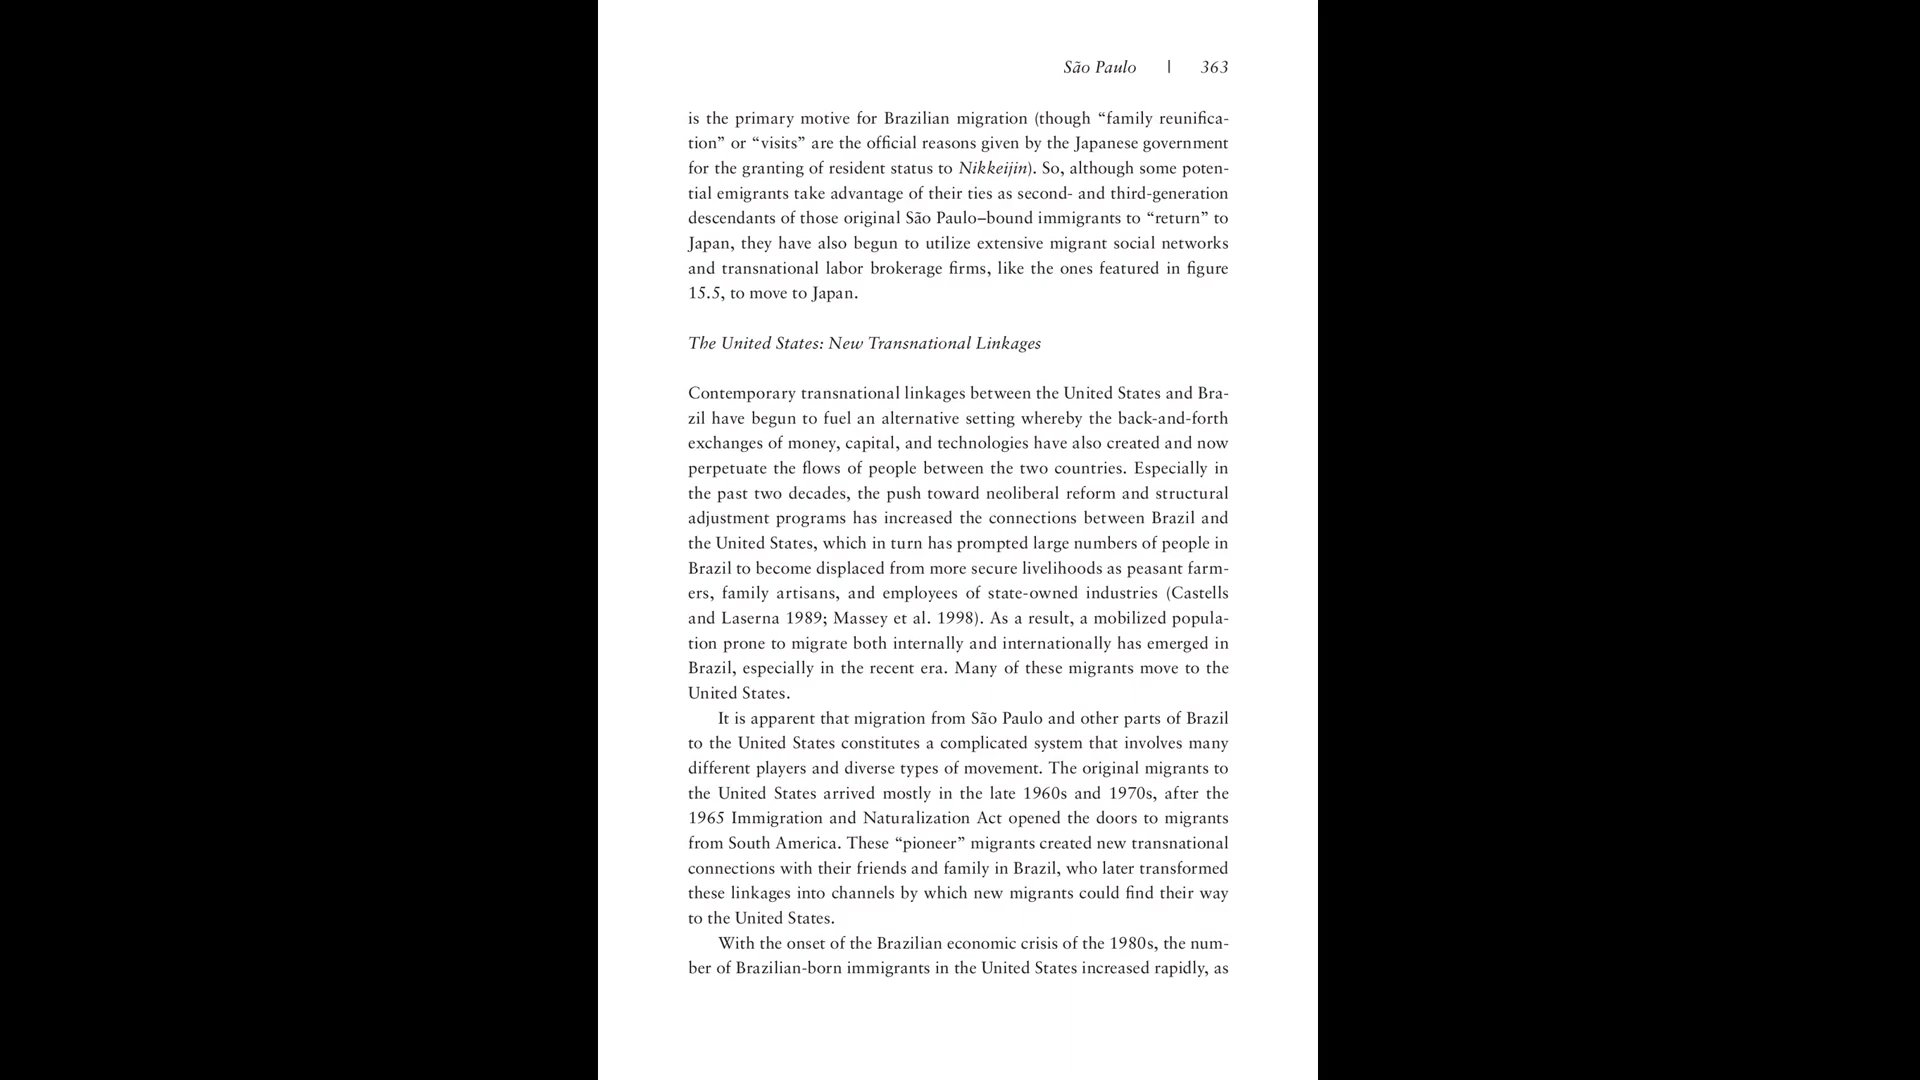 São Paulo | 363
is the primary motive for Brazilian migration (though “family reunifica-
tion” or “visits” are the official reasons given by the Japanese government
for the granting of resident status to Nikkeijin). So, although some poten-
tial emigrants take advantage of their ties as second- and third-generation
descendants of those original São Paulo–bound immigrants to “return” to
Japan, they have also begun to utilize extensive migrant social networks
and transnational labor brokerage firms, like the ones featured in figure
15.5, to move to Japan.
The United States: New Transnational Linkages
Contemporary transnational linkages between the United States and Bra-
zil have begun to fuel an alternative setting whereby the back-and-forth
exchanges of money, capital, and technologies have also created and now
perpetuate the flows of people between the two countries. Especially in
the past two decades, the push toward neoliberal reform and structural
adjustment programs has increased the connections between Brazil and
the United States, which in turn has prompted large numbers of people in
Brazil to become displaced from more secure livelihoods as peasant farm-
ers, family artisans, and employees of state-owned industries (Castells
and Laserna 1989; Massey et al. 1998). As a result, a mobilized popula-
tion prone to migrate both internally and internationally has emerged in
Brazil, especially in the recent era. Many of these migrants move to the
United States.
It is apparent that migration from São Paulo and other parts of Brazil
to the United States constitutes a complicated system that involves many
different players and diverse types of movement. The original migrants to
the United States arrived mostly in the late 1960s and 1970s, after the
1965 Immigration and Naturalization Act opened the doors to migrants
from South America. These “pioneer” migrants created new transnational
connections with their friends and family in Brazil, who later transformed
these linkages into channels by which new migrants could find their way
to the United States.
With the onset of the Brazilian economic crisis of the 1980s, the num-
ber of Brazilian-born immigrants in the United States increased rapidly, as